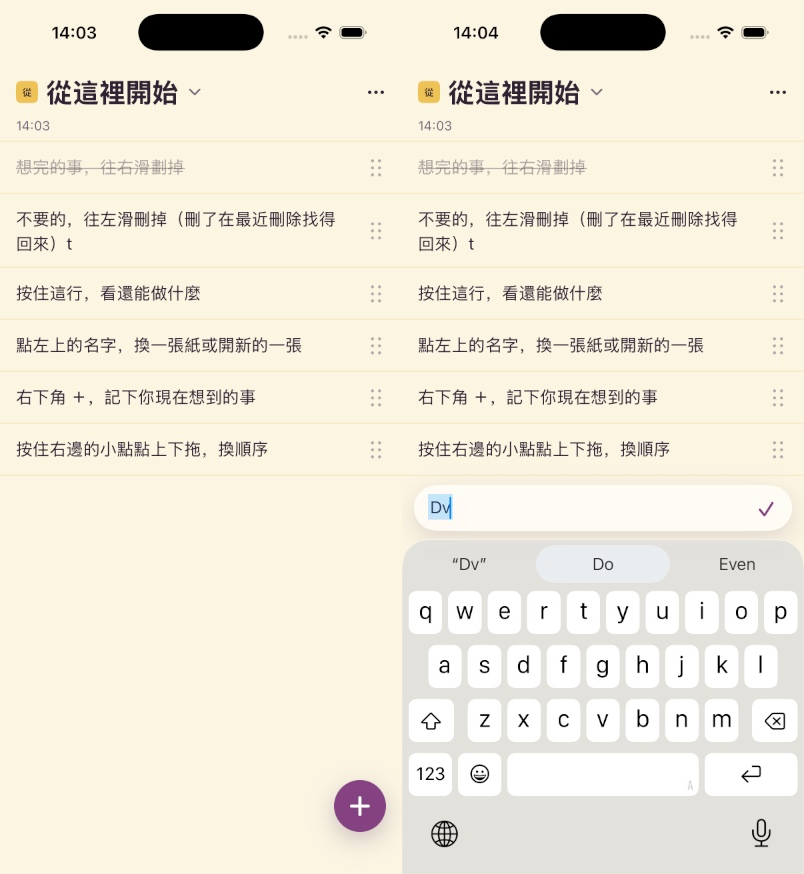 14:03
從 從這裡開始
14:03
想完的事，往右滑劃掉
不要的，往左滑刪掉（刪了在最近刪除找得
回來）t
按住這行，看還能做什麼
點左上的名字，換一張紙或開新的一張
右下角 ＋，記下你現在想到的事
按住右邊的小點點上下拖，換順序
14:04
從 從這裡開始
14:03
想完的事，往右滑劃掉
不要的，往左滑刪掉（刪了在最近刪除找得
回來）t
按住這行，看還能做什麼
點左上的名字，換一張紙或開新的一張
右下角 ＋，記下你現在想到的事
按住右邊的小點點上下拖，換順序
Dv
“Dv” Do Even
q w e r t y u i o p
a s d f g h j k l
z x c v b n m
123 A